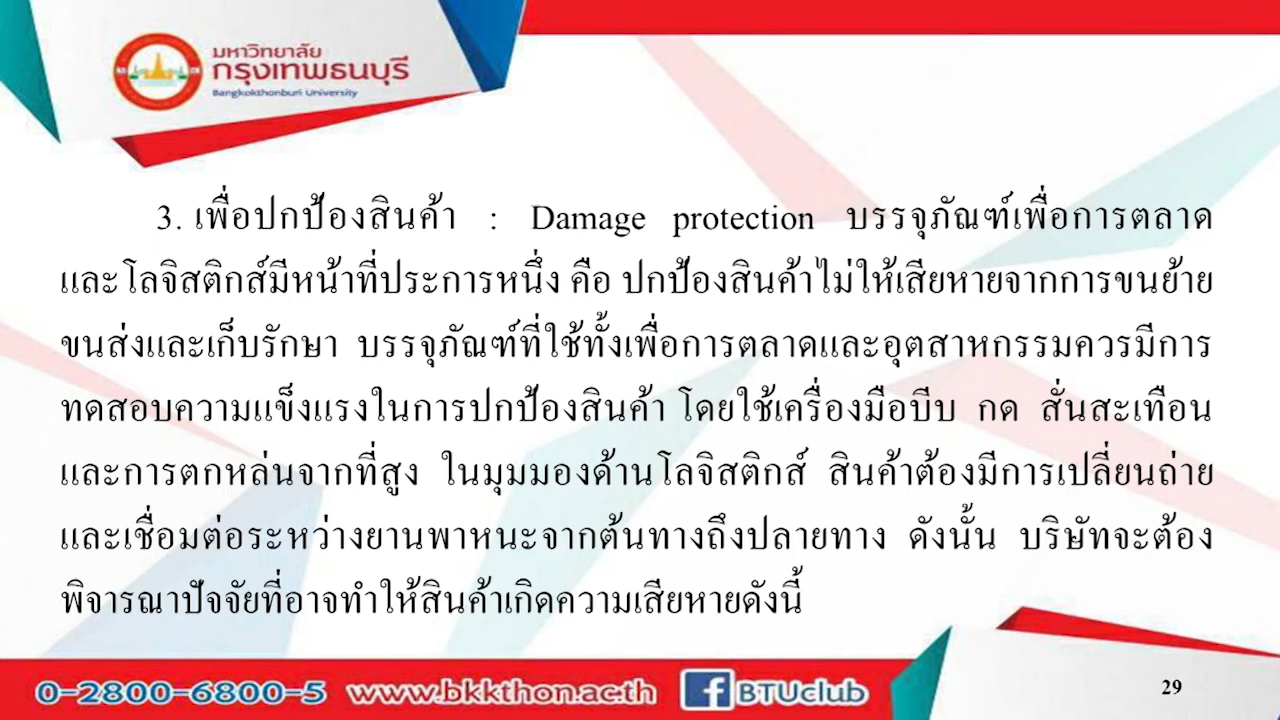 มหาวิทยาลัย
กรุงเทพธนบุรี
Bangkokthonburi University
3. เพื่อปกป้องสินค้า : Damage protection บรรจุภัณฑ์เพื่อการตลาด
และโลจิสติกส์มีหน้าที่ประการหนึ่ง คือ ปกป้องสินค้าไม่ให้เสียหายจากการขนย้าย
ขนส่งและเก็บรักษา บรรจุภัณฑ์ที่ใช้ทั้งเพื่อการตลาดและอุตสาหกรรมควรมีการ
ทดสอบความแข็งแรงในการปกป้องสินค้า โดยใช้เครื่องมือบีบ กด สั่นสะเทือน
และการตกหล่นจากที่สูง ในมุมมองด้านโลจิสติกส์ สินค้าต้องมีการเปลี่ยนถ่าย
และเชื่อมต่อระหว่างยานพาหนะจากต้นทางถึงปลายทาง ดังนั้น บริษัทจะต้อง
พิจารณาปัจจัยที่อาจทำให้สินค้าเกิดความเสียหายดังนี้
0-2800-6800-5 www.bkkthon.ac.th f BTUclub 29